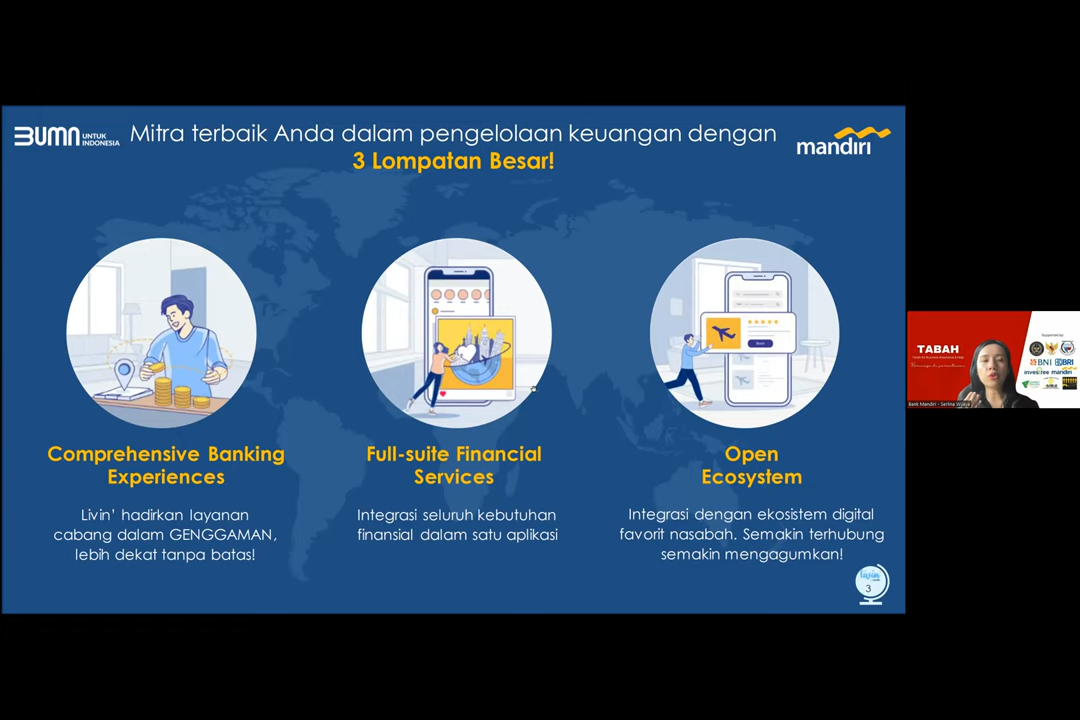 BUMN UNTUK
INDONESIA
Mitra terbaik Anda dalam pengelolaan keuangan dengan
3 Lompatan Besar!
mandiri
Comprehensive Banking
Experiences
Livin' hadirkan layanan
cabang dalam GENGGAMAN,
lebih dekat tanpa batas!
Full-suite Financial
Services
Integrasi seluruh kebutuhan
finansial dalam satu aplikasi
Open
Ecosystem
Integrasi dengan ekosistem digital
favorit nasabah. Semakin terhubung
semakin mengagumkan!
livin'
3
TABAH
Supported by:
BNI BRI
investree mandiri
Bank Mandiri - Serlina Wijaya